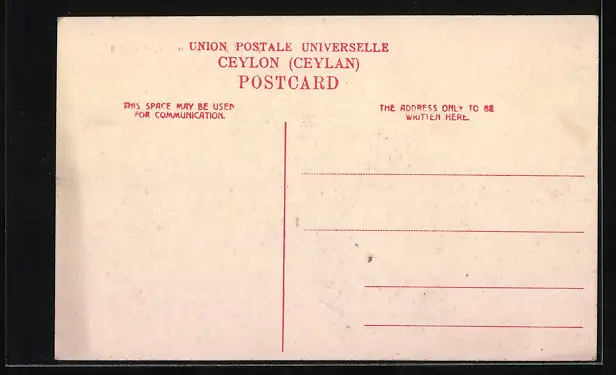 UNION POSTALE UNIVERSELLE
CEYLON (CEYLAN)
POSTCARD
THIS SPACE MAY BE USED
FOR COMMUNICATION.
THE ADDRESS ONLY TO BE
WRITTEN HERE.